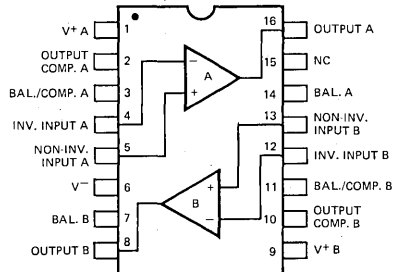 V+ A
1
OUTPUT
COMP. A
2
BAL./COMP. A
3
INV. INPUT A
4
NON-INV.
INPUT A
5
V−
6
BAL. B
7
OUTPUT B
8
−
A
+
+
B
−
16
OUTPUT A
15
NC
14
BAL. A
13
NON-INV.
INPUT B
12
INV. INPUT B
11
BAL./COMP. B
10
OUTPUT
COMP. B
9
V+ B